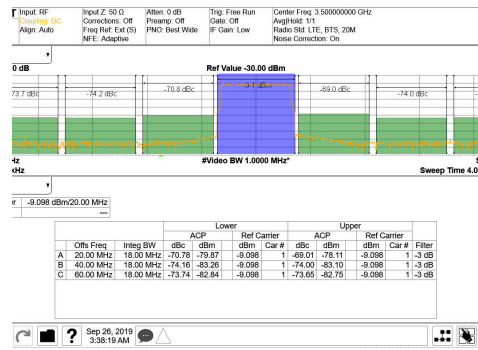 Input: RF Input Z: 50 Ω Atten: 0 dB Trig: Free Run Center Freq: 3.500000000 GHz
Coupling: DC Corrections: Off Preamp: Off Gate: Off Avg|Hold: 1/1
Align: Auto Freq Ref: Ext (S) PNO: Best Wide IF Gain: Low Radio Std: LTE, BTS, 20M
NFE: Adaptive Noise Correction: On
0 dB Ref Value -30.00 dBm
73.7 dBc -74.2 dBc -70.8 dBc -9.1 dBm -69.0 dBc -74.0 dBc
#Video BW 1.0000 MHz*
Sweep Time 4.0
-9.098 dBm/20.00 MHz
---
Lower Upper
ACP Ref Carrier ACP Ref Carrier
Offs Freq Integ BW dBc dBm dBm Car # dBc dBm dBm Car # Filter
A 20.00 MHz 18.00 MHz -70.78 -79.87 -9.098 1 -69.01 -78.11 -9.098 1 -3 dB
B 40.00 MHz 18.00 MHz -74.16 -83.26 -9.098 1 -74.00 -83.10 -9.098 1 -3 dB
C 60.00 MHz 18.00 MHz -73.74 -82.84 -9.098 1 -73.65 -82.75 -9.098 1 -3 dB
? Sep 26, 2019
3:38:19 AM